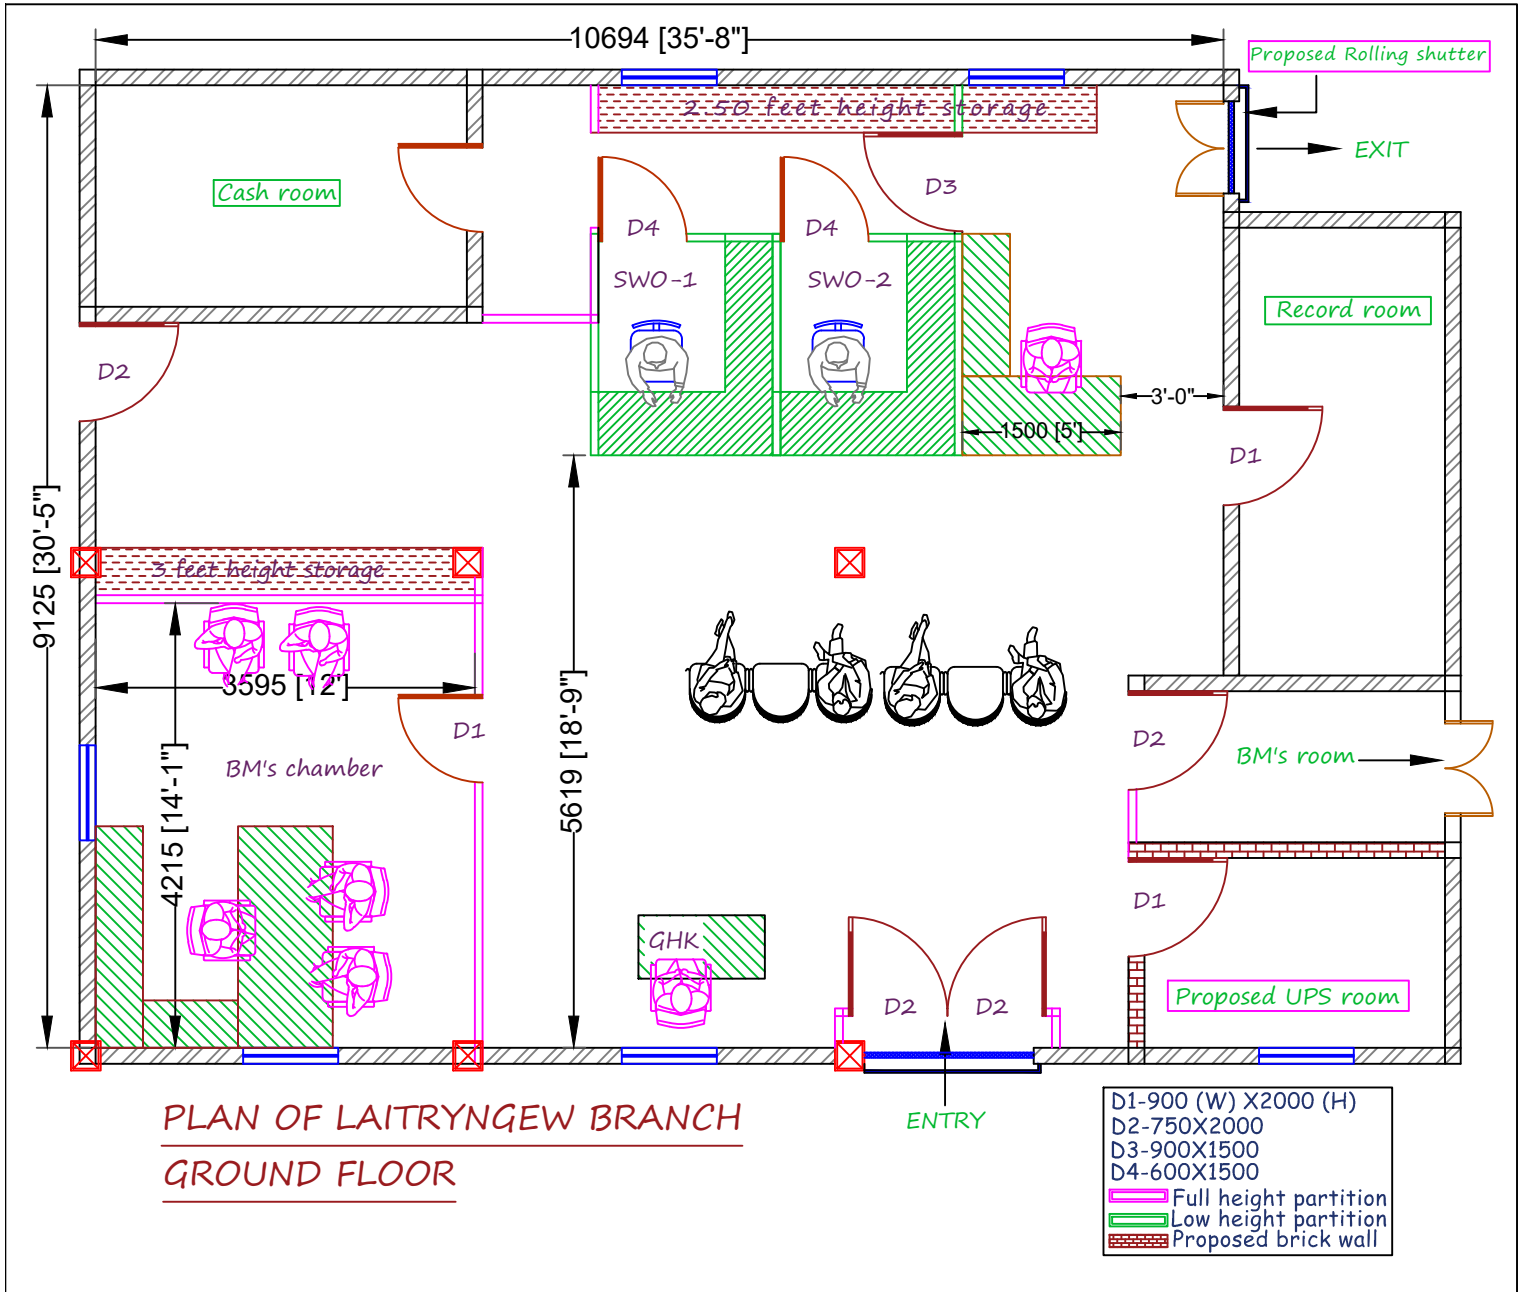 10694 [35'-8"]
Proposed Rolling shutter
2.50 feet height storage
EXIT
Cash room
D3
D4
D4
SWO-1
SWO-2
Record room
D2
3'-0"
1500 [5']
D1
9125 [30'-5"]
3 feet height storage
3595 [12']
5619 [18'-9"]
D1
D2
BM's room
BM's chamber
4215 [14'-1"]
D1
GHK
D2
D2
Proposed UPS room
ENTRY
PLAN OF LAITRYNGEW BRANCH
GROUND FLOOR
D1-900 (W) X2000 (H)
D2-750X2000
D3-900X1500
D4-600X1500
Full height partition
Low height partition
Proposed brick wall